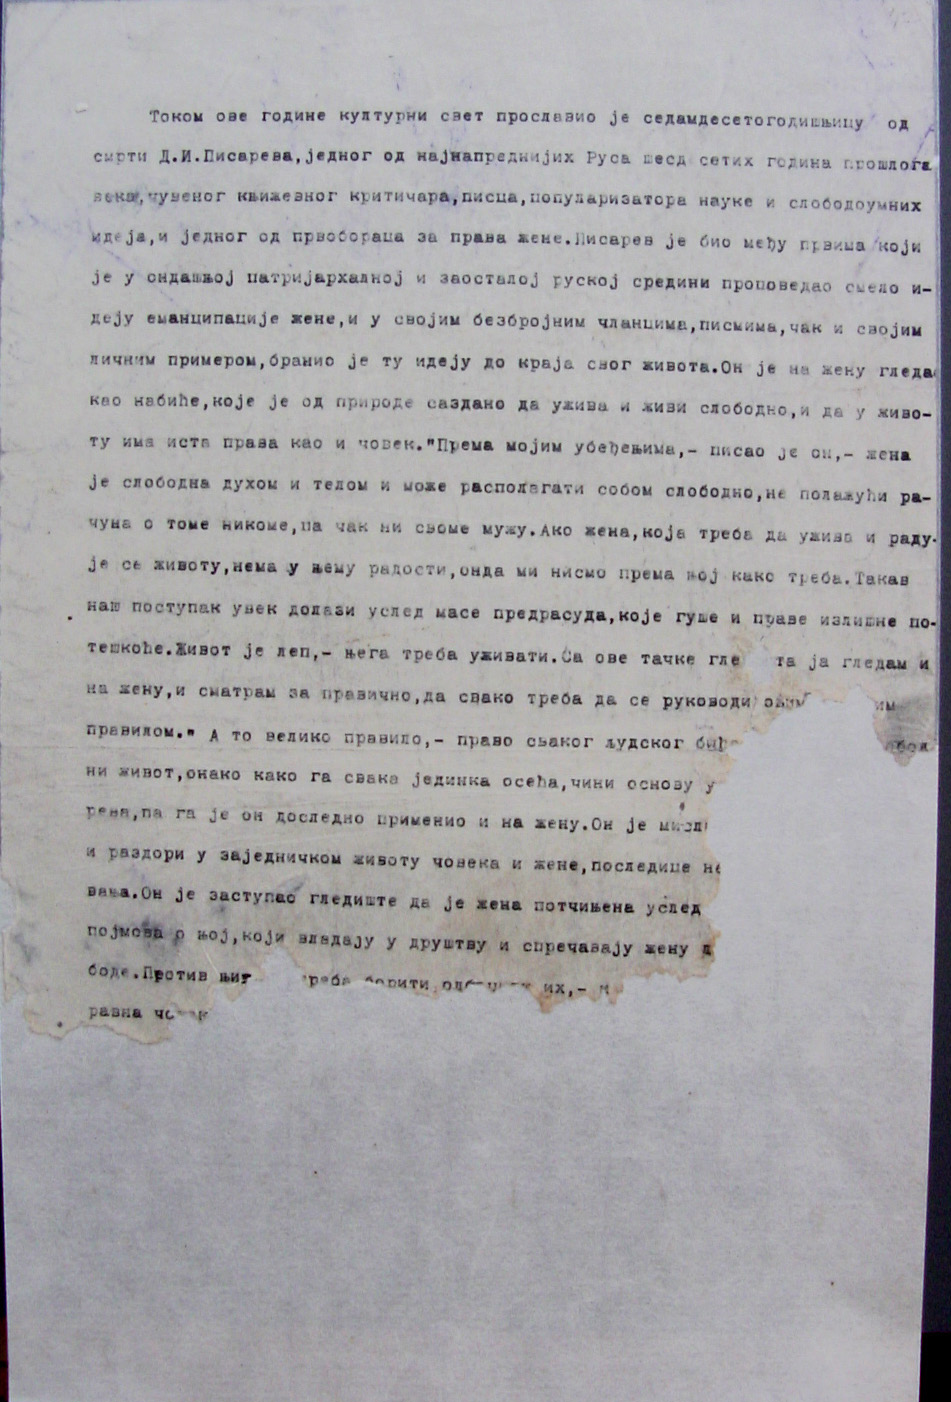 Током ове године културни свет прославио је седамдесетогодишњицу од
смрти Д.И.Писарева,једног од најнапреднијих Руса шесд сетих година прошлога
века,чувеног књижевног критичара,писца,популаризатора науке и слободоумних
идеја,и једног од првобораца за права жене.Писарев је био међу првима који
је у ондашњој патријархалној и заосталој руској средини проповедао смело и-
деју еманципације жене,и у својим безбројним чланцима,писмима,чак и својим
личним примером,бранио је ту идеју до краја свог живота.Он је на жену гледа
као на биће,које је од природе саздано да ужива и живи слободно,и да у живо-
ту има иста права као и човек."Према мојим убеђењима,- писао је он,- жена
је слободна духом и телом и може располагати собом слободно,не полажући ра-
чуна о томе никоме,па чак ни своме мужу.Ако жена,која треба да ужива и раду-
је се животу,нема у њему радости,онда ми нисмо према њој како треба.Такав
наш поступак увек долази услед масе предрасуда,које гуше и праве излишне по-
тешкоће.Живот је леп,- њега треба уживати.Са ове тачке гле та ја гледам и
на жену,и сматрам за правично,да свако треба да се руководи им
правилом." А то велико правило,- право сваког људског
ни живот,онако како га свака јединка осећа,чини основу у
рева,па га је он доследно применио и на жену.Он је
и раздори у заједничком животу човека и жене,последице не
вања.Он је заступао гледиште да је жена потчињена услед
појмова о њој,који владају у друштву и спречавају жену д
боде.Против њиг реба борити их,-
равна